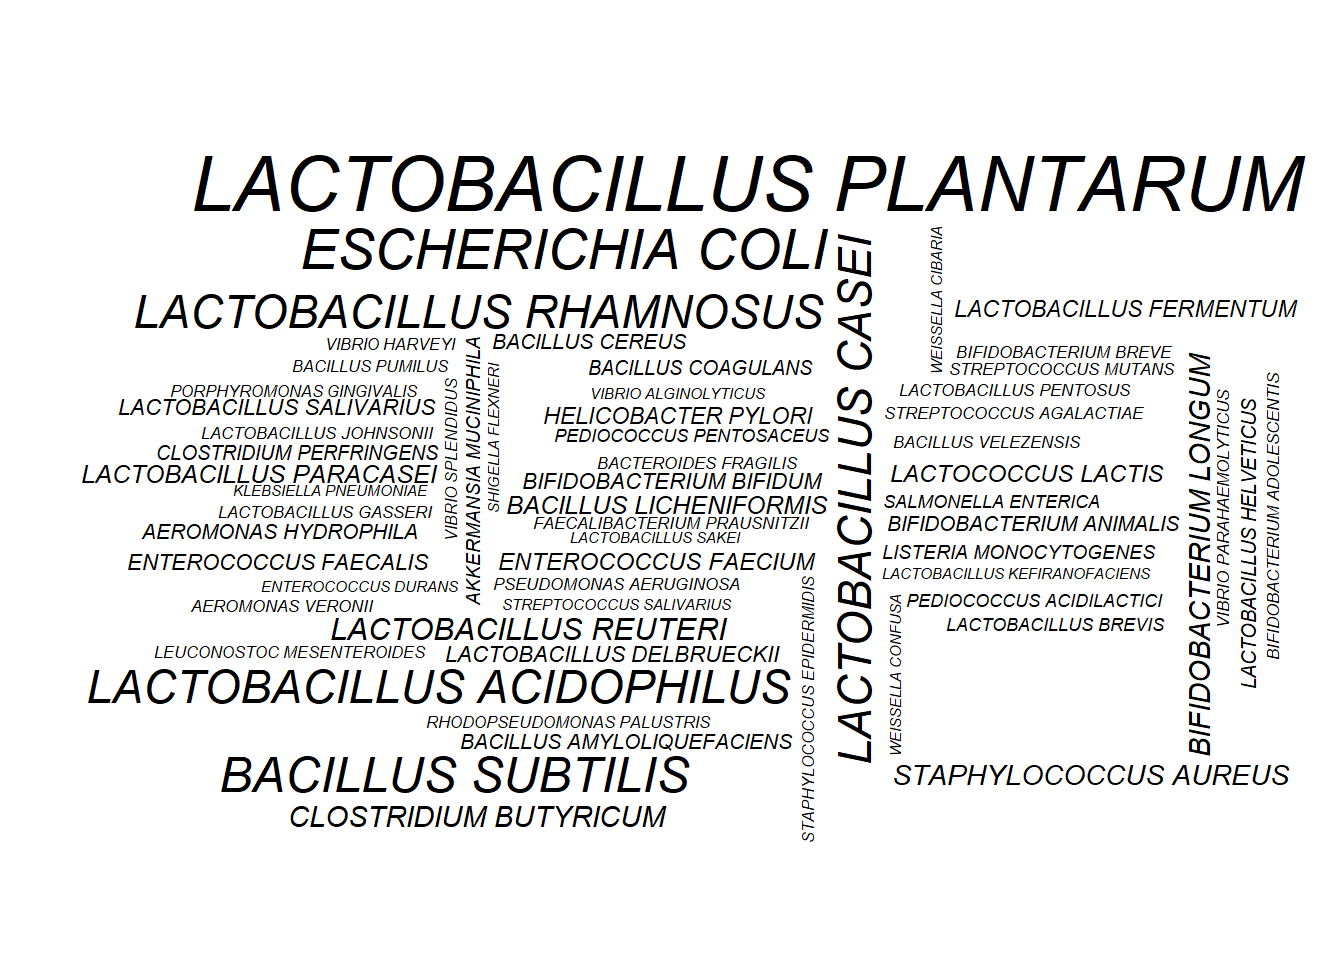 LACTOBACILLUS PLANTARUM
ESCHERICHIA COLI
LACTOBACILLUS RHAMNOSUS
VIBRIO HARVEYI
BACILLUS PUMILUS
PORPHYROMONAS GINGIVALIS
LACTOBACILLUS SALIVARIUS
LACTOBACILLUS JOHNSONII
CLOSTRIDIUM PERFRINGENS
LACTOBACILLUS PARACASEI
KLEBSIELLA PNEUMONIAE
LACTOBACILLUS GASSERI
AEROMONAS HYDROPHILA
ENTEROCOCCUS FAECALIS
ENTEROCOCCUS DURANS
AEROMONAS VERONII
VIBRIO SPLENDIDUS
AKKERMANSIA MUCINIPHILA
SHIGELLA FLEXNERI
BACILLUS CEREUS
BACILLUS COAGULANS
VIBRIO ALGINOLYTICUS
HELICOBACTER PYLORI
PEDIOCOCCUS PENTOSACEUS
BACTEROIDES FRAGILIS
BIFIDOBACTERIUM BIFIDUM
BACILLUS LICHENIFORMIS
FAECALIBACTERIUM PRAUSNITZII
LACTOBACILLUS SAKEI
ENTEROCOCCUS FAECIUM
PSEUDOMONAS AERUGINOSA
STREPTOCOCCUS SALIVARIUS
LACTOBACILLUS REUTERI
LEUCONOSTOC MESENTEROIDES
LACTOBACILLUS DELBRUECKII
LACTOBACILLUS ACIDOPHILUS
RHODOPSEUDOMONAS PALUSTRIS
BACILLUS AMYLOLIQUEFACIENS
BACILLUS SUBTILIS
CLOSTRIDIUM BUTYRICUM
STAPHYLOCOCCUS EPIDERMIDIS
LACTOBACILLUS CASEI
WEISSELLA CONFUSA
WEISSELLA CIBARIA
LACTOBACILLUS FERMENTUM
BIFIDOBACTERIUM BREVE
STREPTOCOCCUS MUTANS
LACTOBACILLUS PENTOSUS
STREPTOCOCCUS AGALACTIAE
BACILLUS VELEZENSIS
LACTOCOCCUS LACTIS
SALMONELLA ENTERICA
BIFIDOBACTERIUM ANIMALIS
LISTERIA MONOCYTOGENES
LACTOBACILLUS KEFIRANOFACIENS
PEDIOCOCCUS ACIDILACTICI
LACTOBACILLUS BREVIS
BIFIDOBACTERIUM LONGUM
VIBRIO PARAHAEMOLYTICUS
LACTOBACILLUS HELVETICUS
BIFIDOBACTERIUM ADOLESCENTIS
STAPHYLOCOCCUS AUREUS